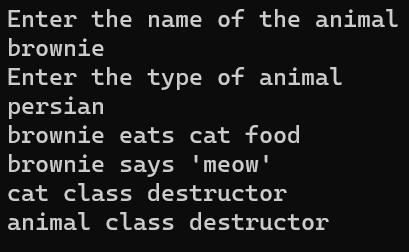 Enter the name of the animal
brownie
Enter the type of animal
persian
brownie eats cat food
brownie says 'meow'
cat class destructor
animal class destructor